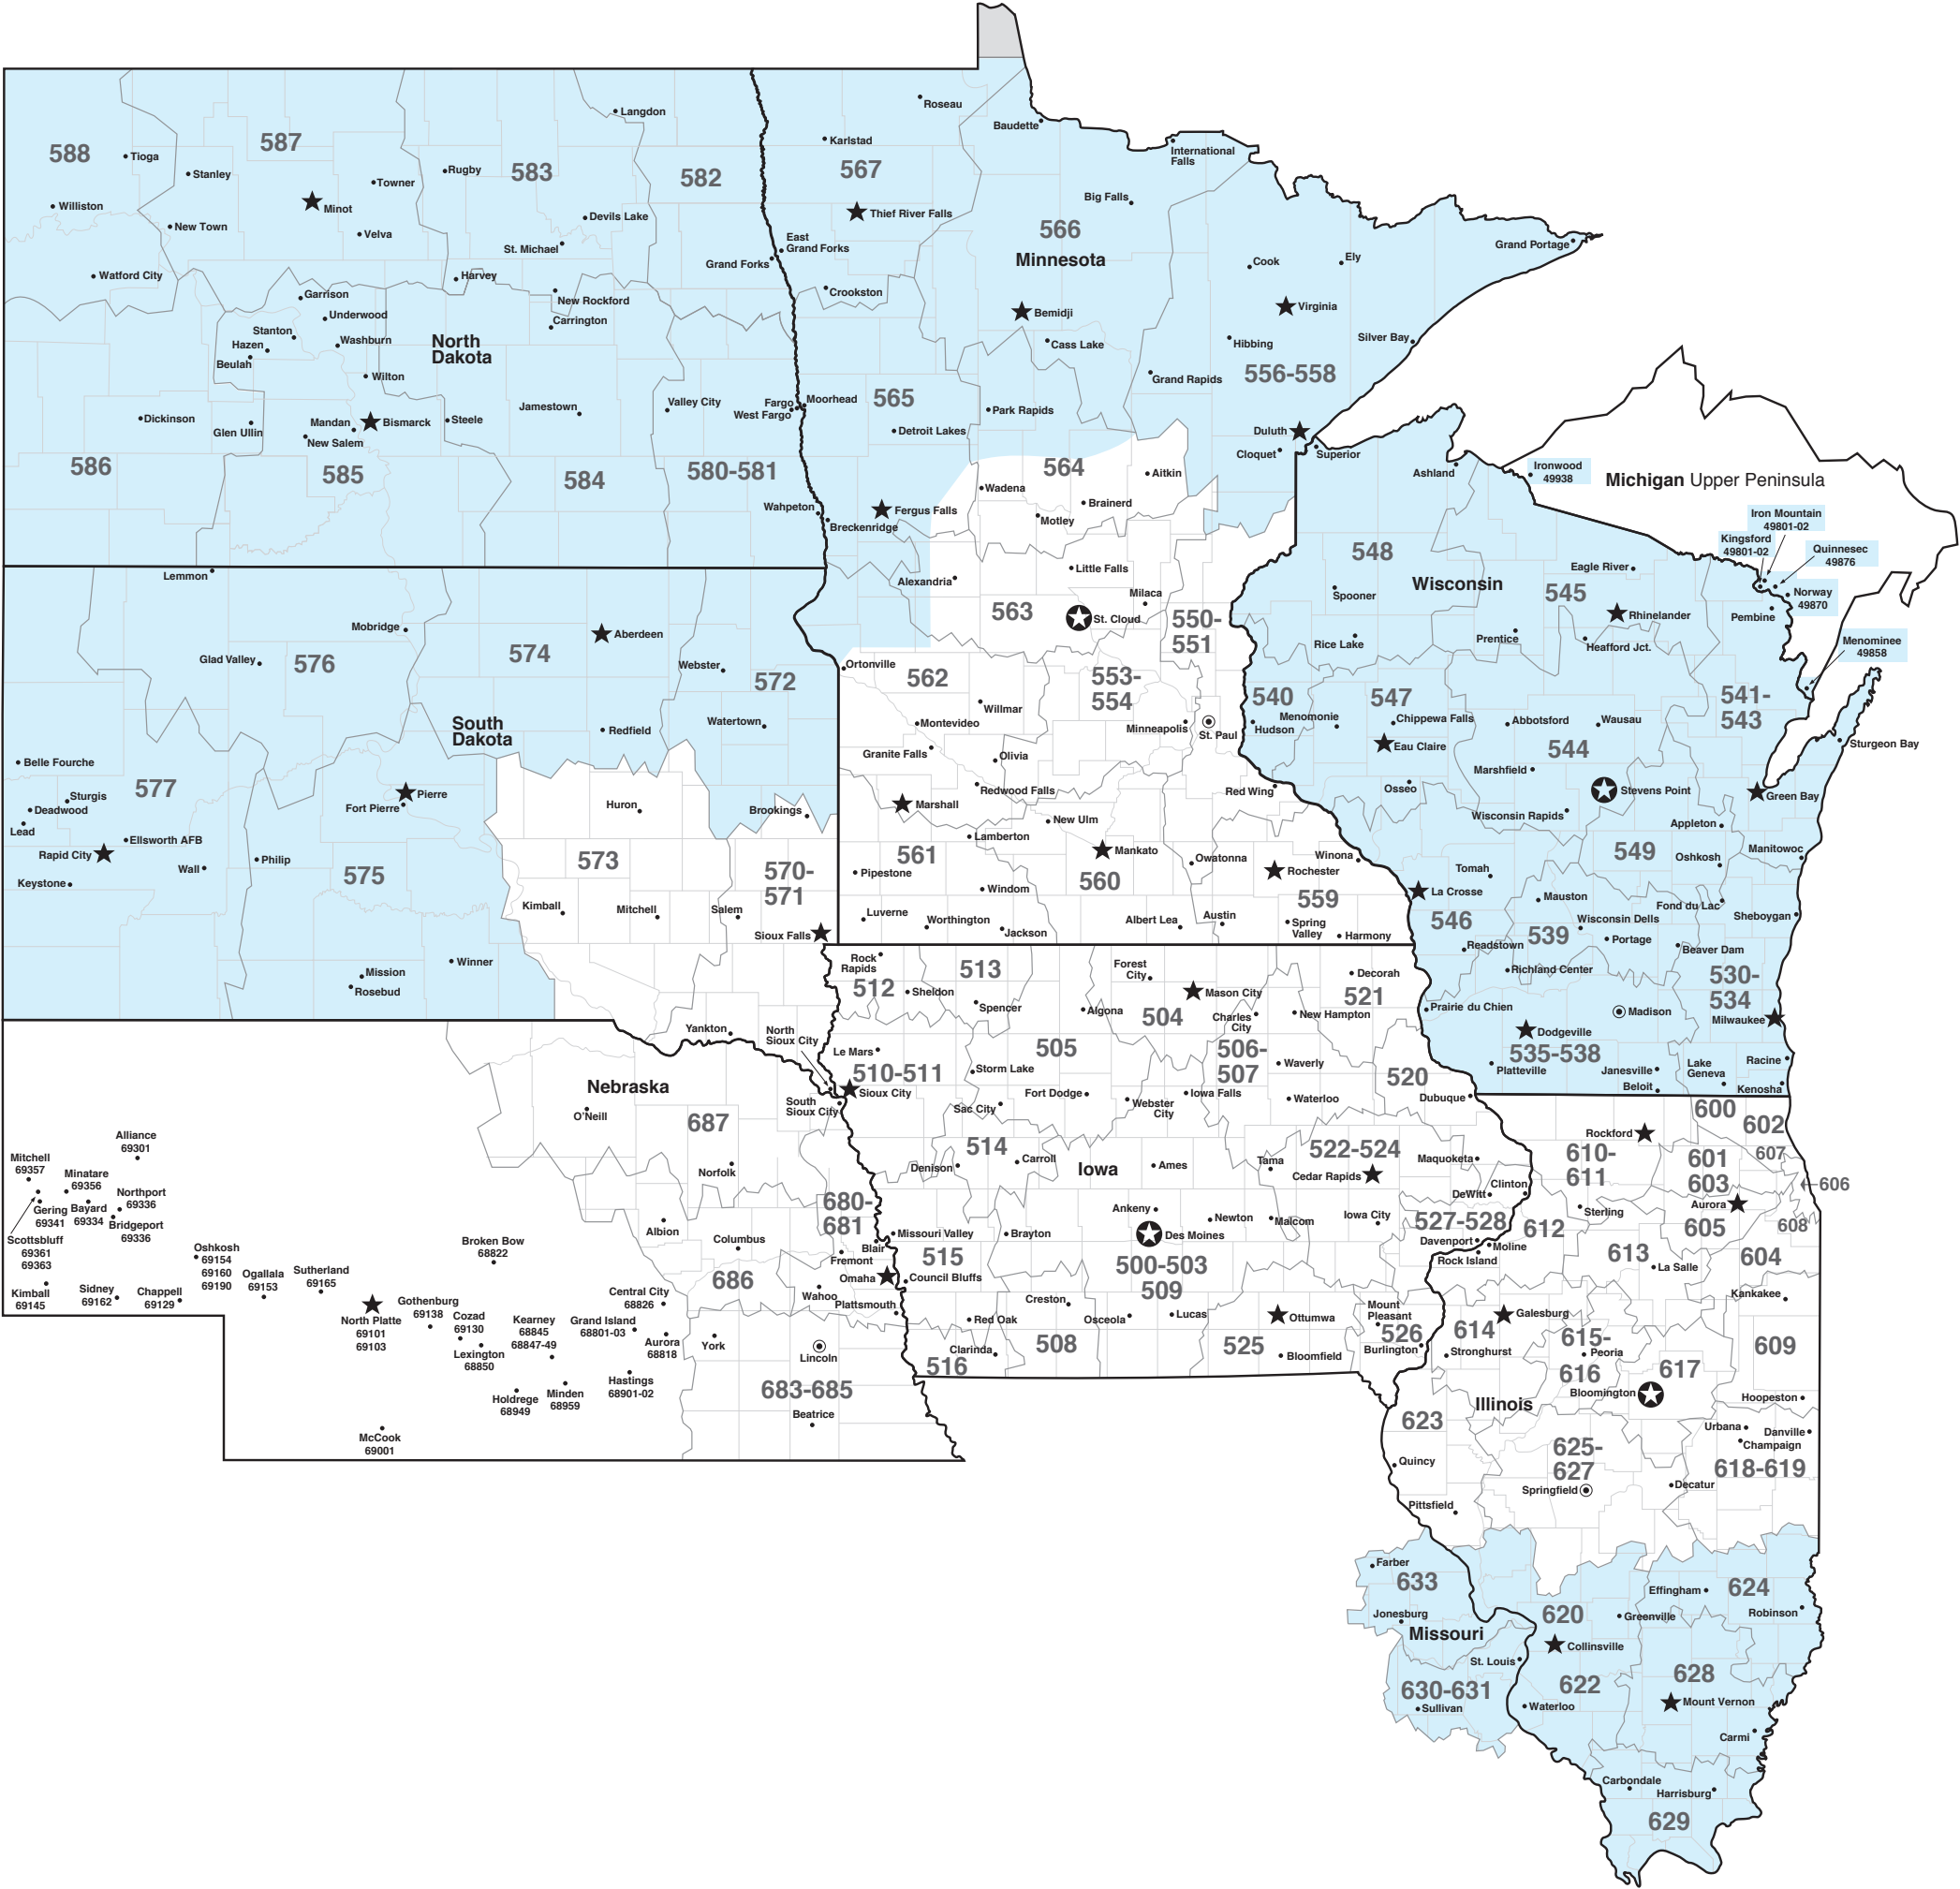 588
Tioga
Williston
Watford City
587
Stanley
Towner
Minot
New Town
Velva
Langdon
Rugby
583
582
Devils Lake
St. Michael
Grand Forks
Harvey
New Rockford
Carrington
Garrison
Underwood
Stanton
Hazen
Washburn
Beulah
Wilton
North
Dakota
Dickinson
Glen Ullin
Mandan
Bismarck
New Salem
Steele
Jamestown
Valley City
Fargo
West Fargo
586
585
584
580-581
Wahpeton
Roseau
Baudette
Karlstad
567
Thief River Falls
East
Grand Forks
Crookston
International
Falls
Big Falls
566
Minnesota
Bemidji
Cass Lake
Cook
Ely
Grand Portage
Virginia
Hibbing
Silver Bay
Grand Rapids
556-558
Moorhead
565
Detroit Lakes
Park Rapids
Duluth
Cloquet
Superior
564
Aitkin
Wadena
Brainerd
Motley
Fergus Falls
Breckenridge
Alexandria
Little Falls
Milaca
563
St. Cloud
550-
551
Ortonville
562
553-
554
Willmar
Montevideo
Minneapolis
St. Paul
Granite Falls
Olivia
Redwood Falls
Red Wing
Marshall
New Ulm
Lamberton
Mankato
561
Owatonna
Winona
Rochester
Pipestone
560
Windom
559
Luverne
Worthington
Jackson
Albert Lea
Austin
Spring
Valley
Harmony
Lemmon
Mobridge
Aberdeen
Glad Valley
576
574
Webster
572
South
Dakota
Watertown
Redfield
Belle Fourche
577
Sturgis
Deadwood
Lead
Pierre
Fort Pierre
Huron
Brookings
Ellsworth AFB
Rapid City
Wall
Philip
Keystone
575
573
570-
571
Kimball
Mitchell
Salem
Sioux Falls
Winner
Mission
Rosebud
Yankton
North
Sioux City
Ashland
Ironwood
49938
Michigan Upper Peninsula
Iron Mountain
49801-02
Kingsford
49801-02
Quinnesec
49876
Norway
49870
Menominee
49858
548
Wisconsin
Spooner
Eagle River
545
Rhinelander
Pembine
Prentice
Heafford Jct.
Rice Lake
540
547
541-
543
Hudson
Menomonie
Chippewa Falls
Abbotsford
Wausau
Eau Claire
544
Sturgeon Bay
Marshfield
Osseo
Stevens Point
Green Bay
Wisconsin Rapids
Appleton
549
Manitowoc
Oshkosh
Tomah
La Crosse
Mauston
Fond du Lac
Sheboygan
546
Wisconsin Dells
539
Portage
Readstown
Beaver Dam
Richland Center
530-
534
Prairie du Chien
Madison
Milwaukee
Dodgeville
535-538
Platteville
Janesville
Lake
Geneva
Racine
Beloit
Kenosha
Rock
Rapids
512
Sheldon
513
Spencer
Forest
City
Mason City
Algona
504
Charles
City
Decorah
521
New Hampton
Le Mars
510-511
Sioux City
505
Storm Lake
506-
507
Waverly
520
Dubuque
Sac City
Fort Dodge
Webster
City
Iowa Falls
Waterloo
514
Denison
Carroll
Iowa
Ames
Tama
522-524
Cedar Rapids
Maquoketa
DeWitt
Clinton
Ankeny
Newton
Malcom
Iowa City
Des Moines
527-528
Davenport
Missouri Valley
Brayton
515
Council Bluffs
500-503
509
Creston
Osceola
Lucas
Ottumwa
Mount
Pleasant
526
Burlington
Red Oak
Clarinda
516
508
525
Bloomfield
Nebraska
O'Neill
South
Sioux City
687
Norfolk
680-
681
Albion
Columbus
Blair
Fremont
Omaha
686
Wahoo
Plattsmouth
York
Lincoln
683-685
Beatrice
Alliance
69301
Mitchell
69357
Minatare
69356
Northport
69336
Gering
69341
Bayard
69334
Bridgeport
69336
Scottsbluff
69361
69363
Oshkosh
69154
69160
69190
Broken Bow
68822
Kimball
69145
Sidney
69162
Chappell
69129
Ogallala
69153
Sutherland
69165
North Platte
69101
69103
Gothenburg
69138
Cozad
69130
Lexington
68850
Kearney
68845
68847-49
Grand Island
68801-03
Central City
68826
Aurora
68818
Hastings
68901-02
Holdrege
68949
Minden
68959
McCook
69001
Rockford
600
602
610-
611
601
603
607
606
Aurora
Sterling
605
608
612
Moline
Rock Island
613
La Salle
604
Kankakee
Galesburg
614
615-
Peoria
616
Stronghurst
609
617
Bloomington
Hoopeston
Illinois
623
Urbana
Danville
Champaign
625-
627
618-619
Quincy
Springfield
Decatur
Pittsfield
Farber
633
Jonesburg
Missouri
St. Louis
630-631
Sullivan
Effingham
624
620
Greenville
Robinson
Collinsville
628
622
Mount Vernon
Waterloo
Carmi
Carbondale
Harrisburg
629